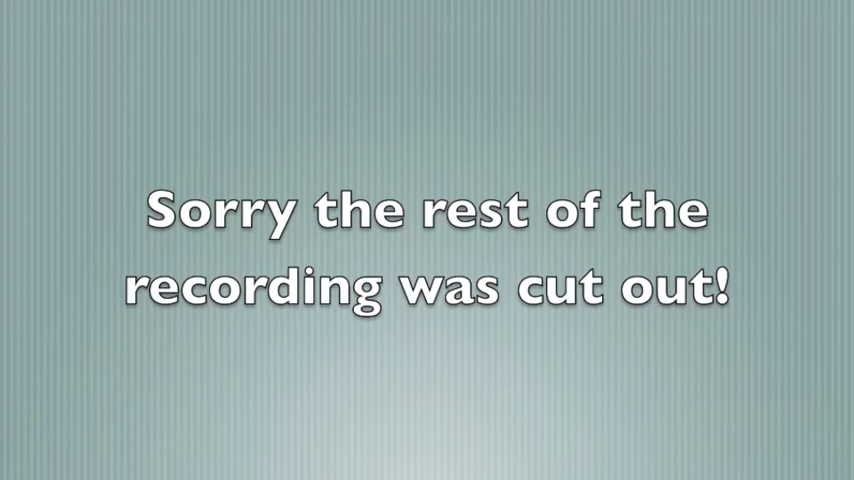 Sorry the rest of the
recording was cut out!